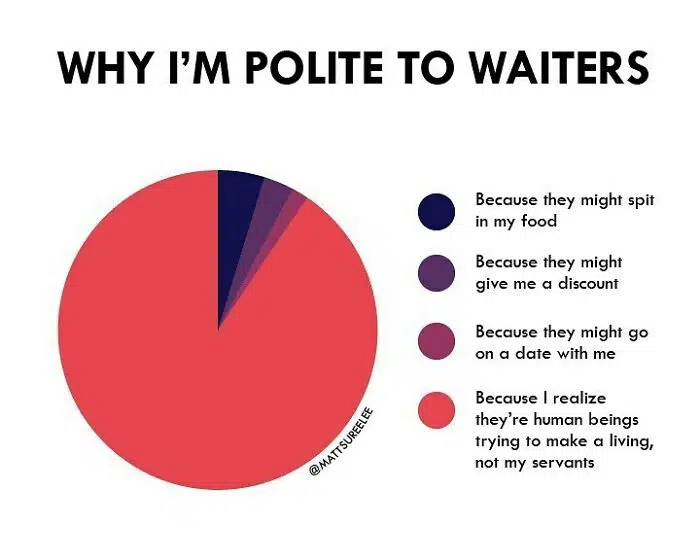 WHY I'M POLITE TO WAITERS
Because they might spit
in my food
Because they might
give me a discount
Because they might go
on a date with me
Because I realize
they're human beings
trying to make a living,
not my servants
@MATTSUREELEE